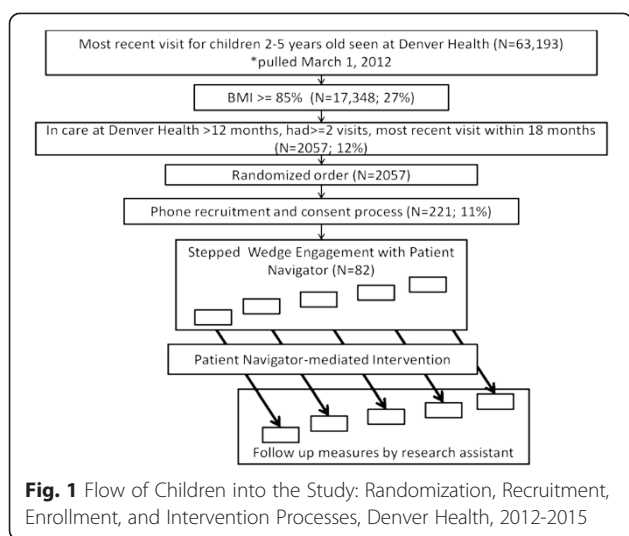 Most recent visit for children 2-5 years old seen at Denver Health (N=63,193)
*pulled March 1, 2012
BMI >= 85% (N=17,348; 27%)
In care at Denver Health >12 months, had>=2 visits, most recent visit within 18 months
(N=2057; 12%)
Randomized order (N=2057)
Phone recruitment and consent process (N=221; 11%)
Stepped Wedge Engagement with Patient
Navigator (N=82)
Patient Navigator-mediated Intervention
Follow up measures by research assistant
Fig. 1 Flow of Children into the Study: Randomization, Recruitment,
Enrollment, and Intervention Processes, Denver Health, 2012-2015